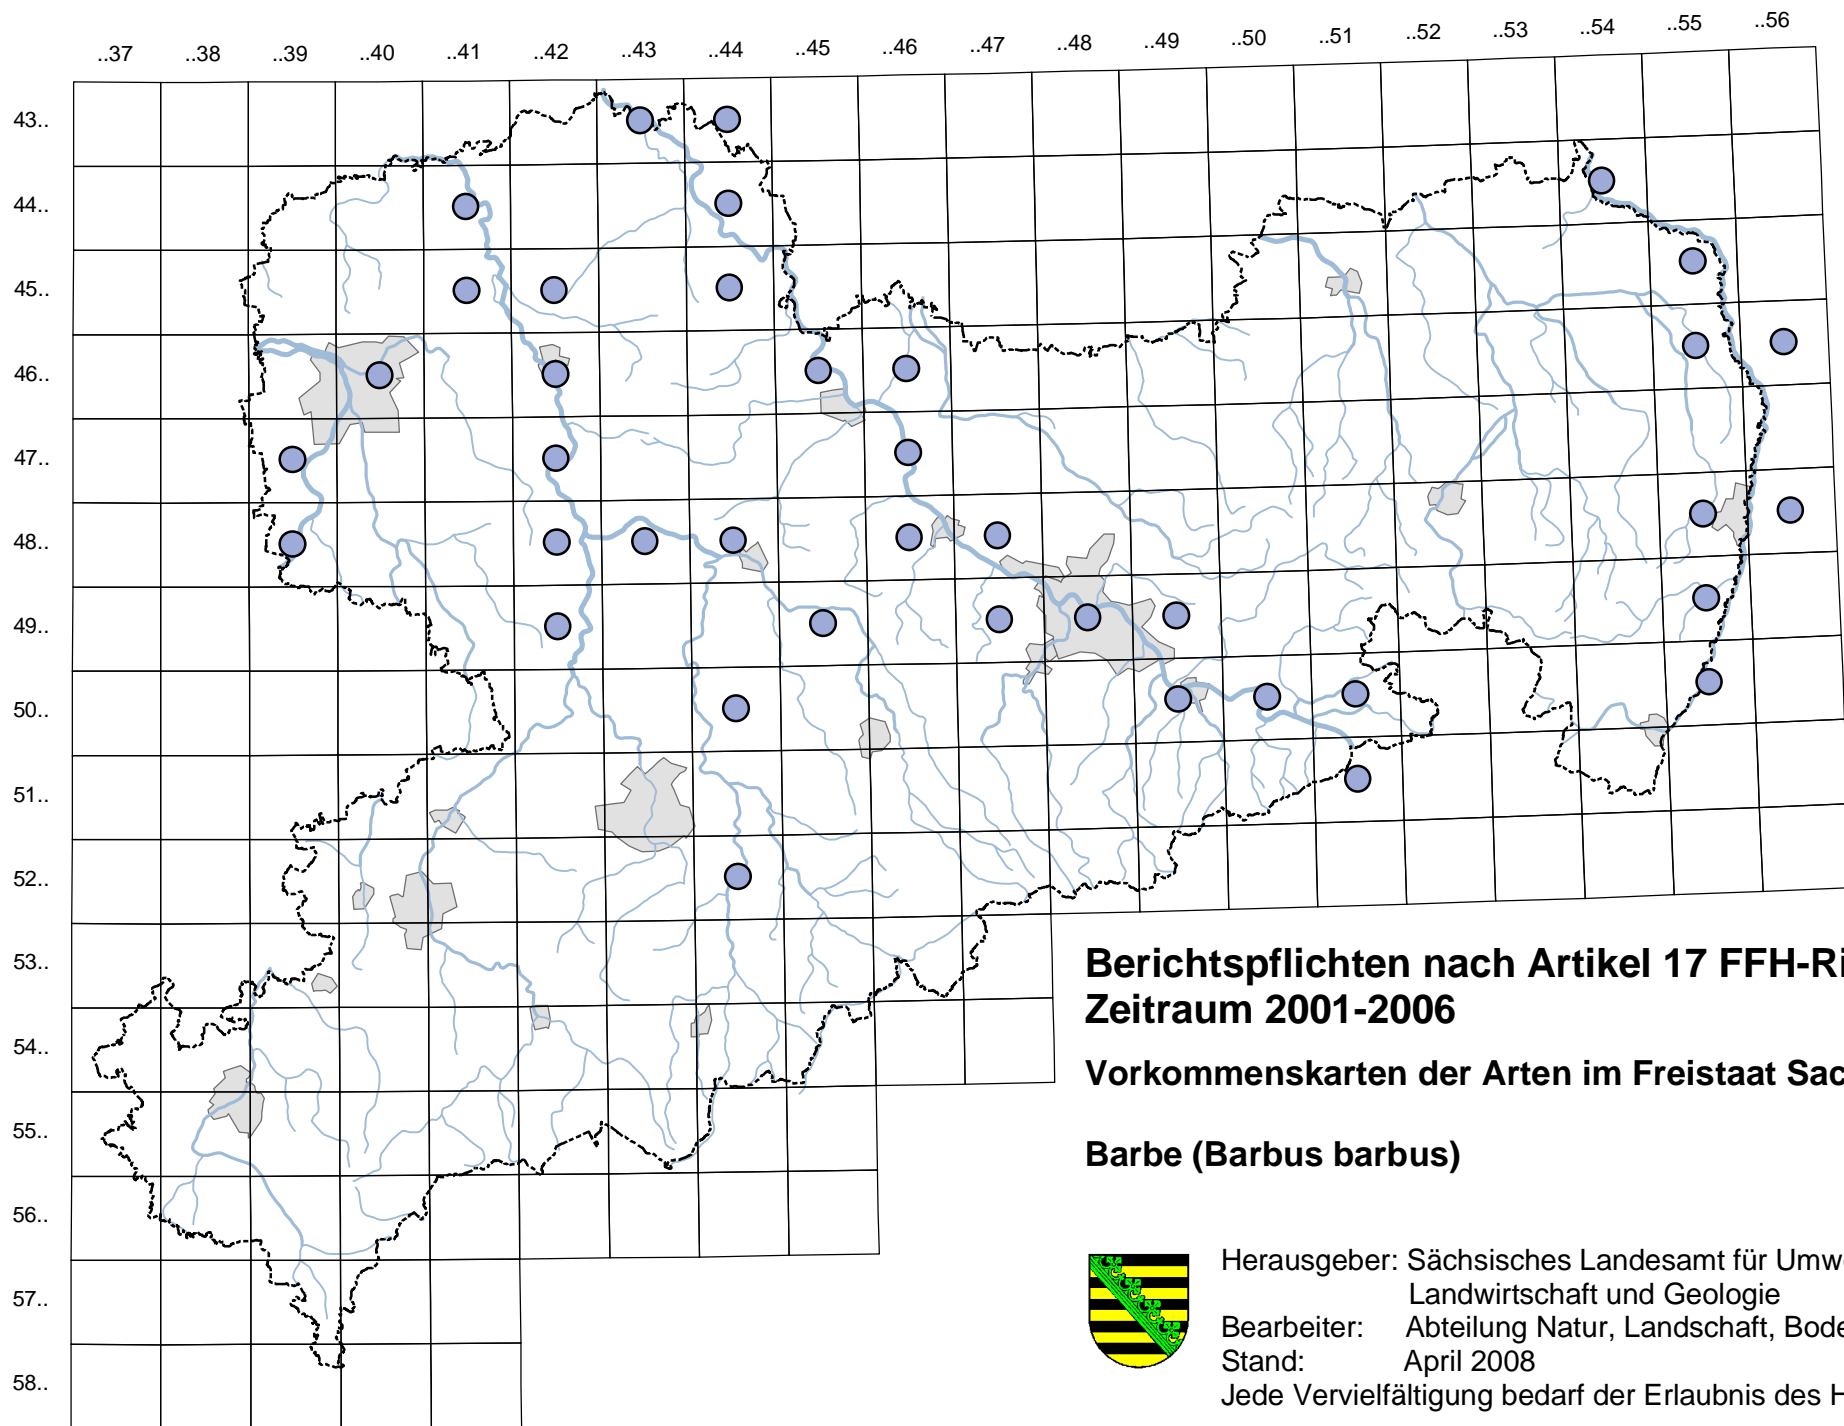 ..37 ..38 ..39 ..40 ..41 ..42 ..43 ..44 ..45 ..46 ..47 ..48 ..49 ..50 ..51 ..52 ..53 ..54 ..55 ..56
43..
44..
45..
46..
47..
48..
49..
50..
51..
52..
53..
54..
55..
56..
57..
58..
Berichtspflichten nach Artikel 17 FFH-Ri
Zeitraum 2001-2006
Vorkommenskarten der Arten im Freistaat Sac
Barbe (Barbus barbus)
Herausgeber: Sächsisches Landesamt für Umw
Landwirtschaft und Geologie
Bearbeiter: Abteilung Natur, Landschaft, Bode
Stand: April 2008
Jede Vervielfältigung bedarf der Erlaubnis des H